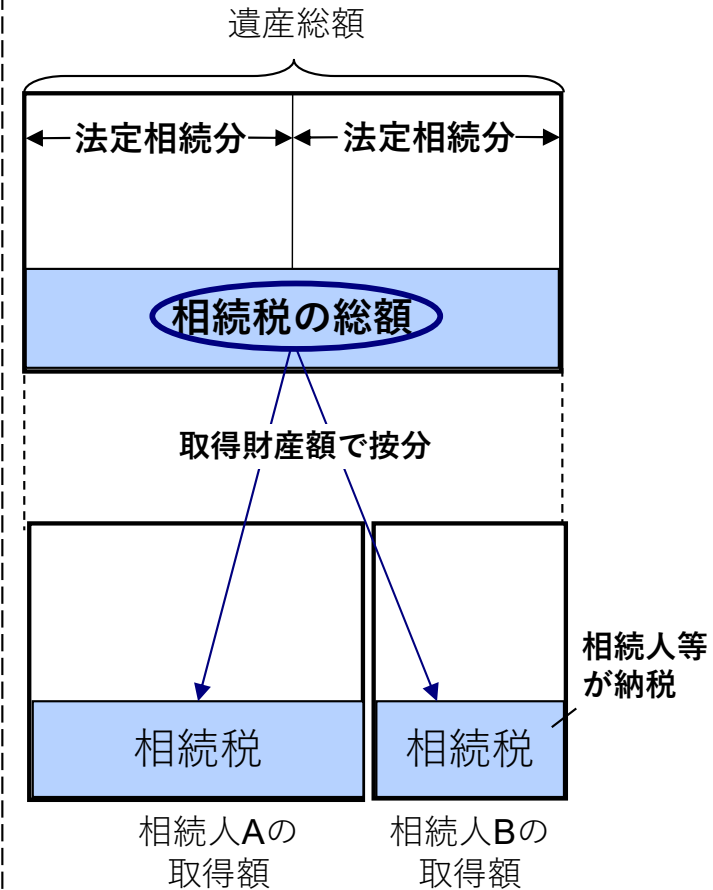 遺産総額
法定相続分
法定相続分
相続税の総額
取得財産額で按分
相続人等
が納税
相続税
相続税
相続人Aの
取得額
相続人Bの
取得額